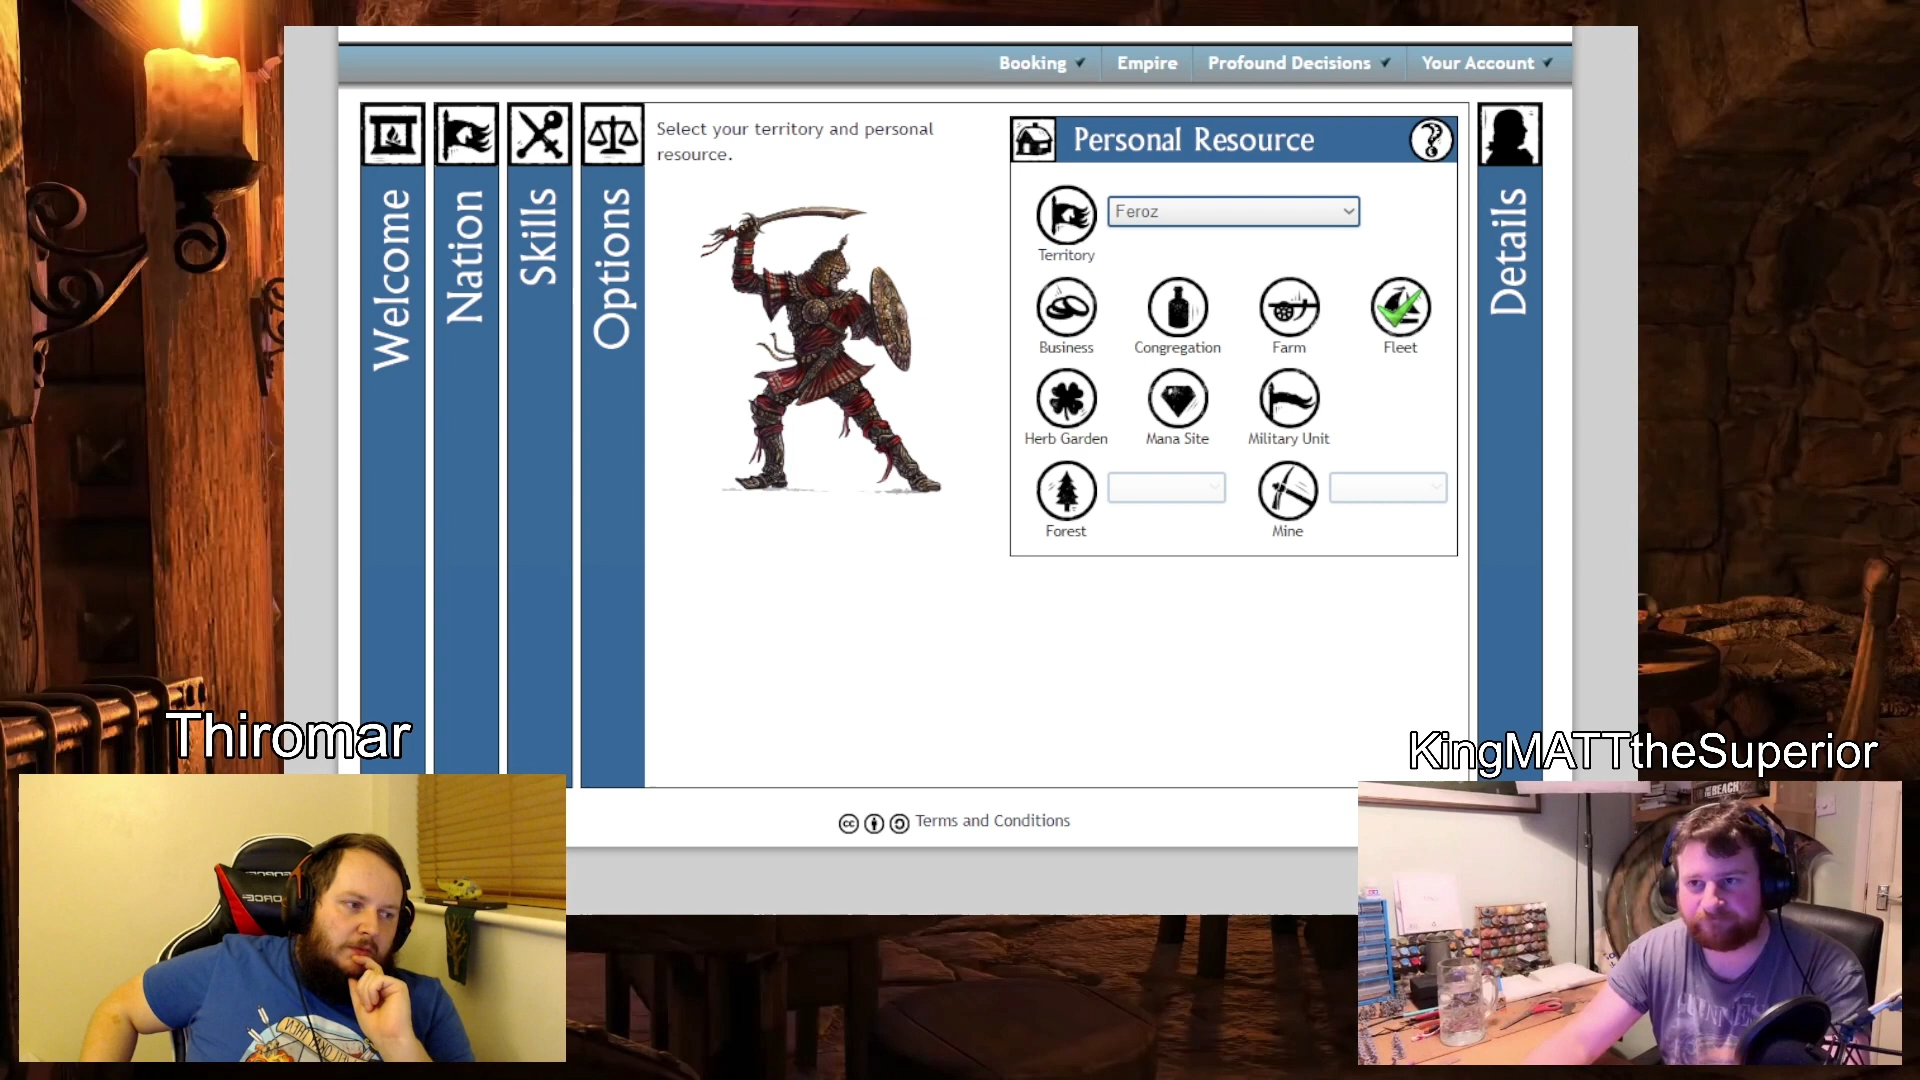 Booking
Empire
Profound Decisions
Your Account
Welcome
Nation
Skills
Options
Details
Select your territory and personal
resource.
Personal Resource
Feroz
Territory
Business
Congregation
Farm
Fleet
Herb Garden
Mana Site
Military Unit
Forest
Mine
Thiromar
KingMATTtheSuperior
Terms and Conditions